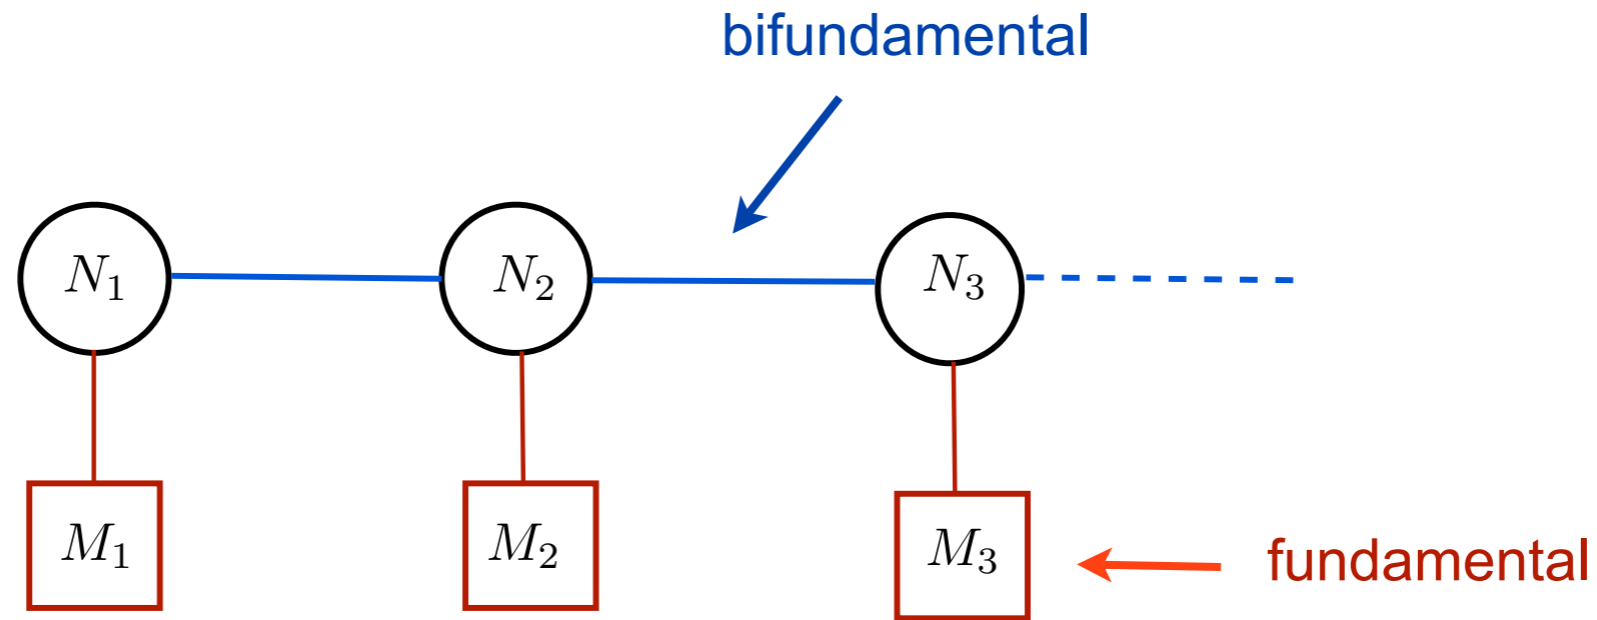 bifundamental
N₁ N₂ N₃
M₁ M₂ M₃
fundamental